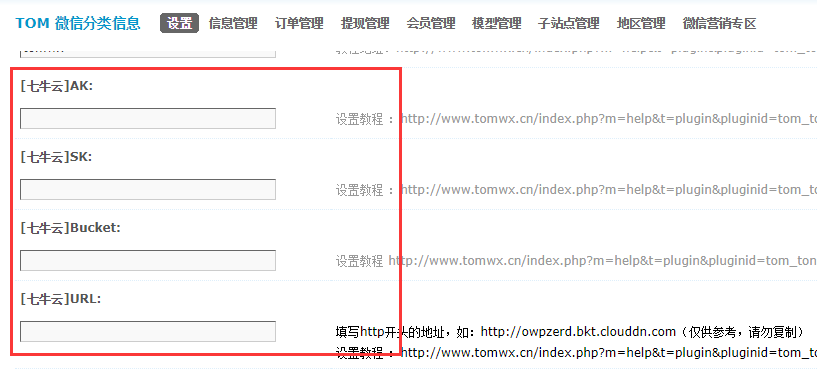 TOM 微信分类信息 设置 信息管理 订单管理 提现管理 会员管理 模型管理 子站点管理 地区管理 微信营销专区
[七牛云]AK:
设置教程 : http://www.tomwx.cn/index.php?m=help&t=plugin&pluginid=tom_to
[七牛云]SK:
设置教程 : http://www.tomwx.cn/index.php?m=help&t=plugin&pluginid=tom_to
[七牛云]Bucket:
设置教程 http://www.tomwx.cn/index.php?m=help&t=plugin&pluginid=tom_ton
[七牛云]URL:
填写http开头的地址，如：http://owpzerd.bkt.clouddn.com（仅供参考，请勿复制）
设置教程 : http://www.tomwx.cn/index.php?m=help&t=plugin&pluginid=tom_to